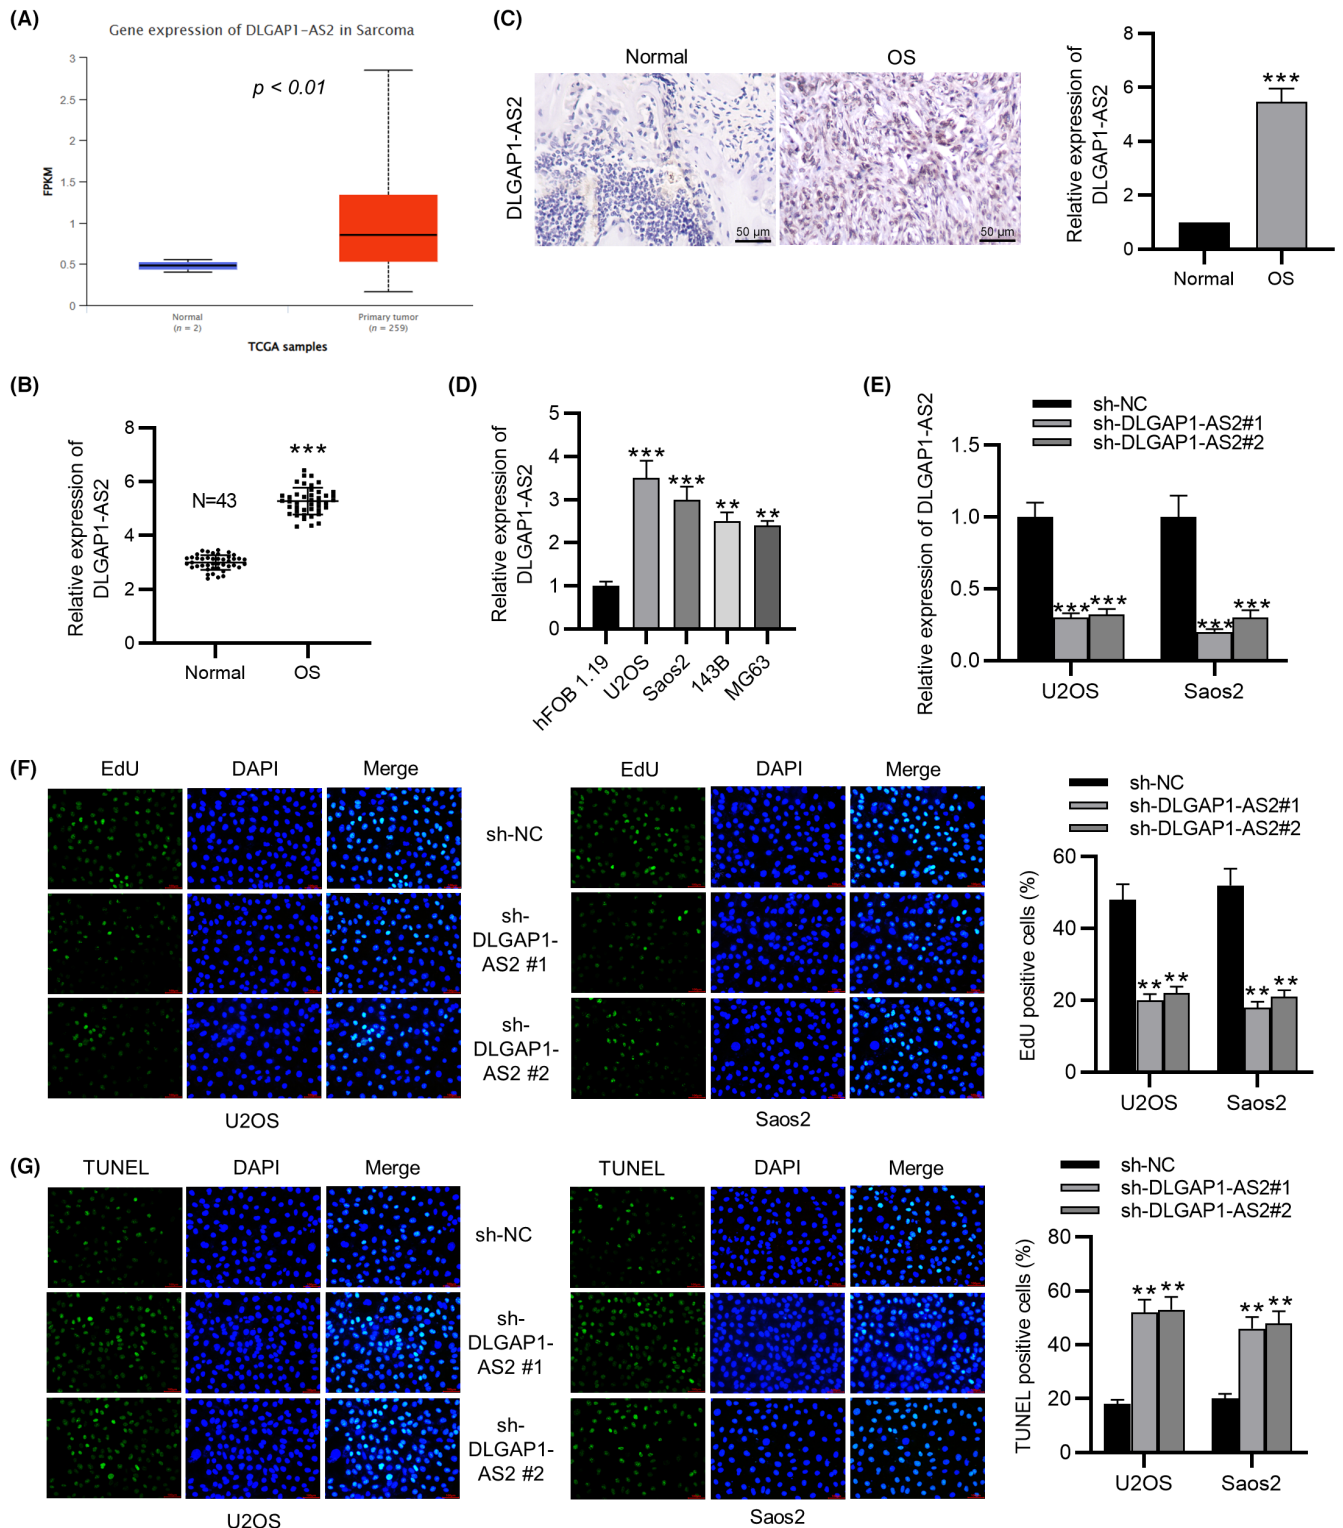 (A)
Gene expression of DLGAP1−AS2 in Sarcoma
p < 0.01
FPKM
3
2.5
2
1.5
1
0.5
0
Normal
(n = 2)
Primary tumor
(n = 259)
TCGA samples
(C)
Normal
OS
DLGAP1-AS2
50 µm
50 µm
Relative expression of
DLGAP1-AS2
8
6
4
2
0
***
Normal
OS
(B)
Relative expression of
DLGAP1-AS2
8
6
4
2
0
N=43
***
Normal
OS
(D)
Relative expression of
DLGAP1-AS2
5
4
3
2
1
0
***
***
**
**
hFOB 1.19
U2OS
Saos2
143B
MG63
(E)
sh-NC
sh-DLGAP1-AS2#1
sh-DLGAP1-AS2#2
Relative expression of DLGAP1-AS2
1.5
1.0
0.5
0.0
***
***
***
***
U2OS
Saos2
(F)
EdU
DAPI
Merge
EdU
DAPI
Merge
sh-NC
sh-
DLGAP1-
AS2 #1
sh-
DLGAP1-
AS2 #2
U2OS
Saos2
sh-NC
sh-DLGAP1-AS2#1
sh-DLGAP1-AS2#2
EdU positive cells (%)
60
40
20
0
**
**
**
**
U2OS
Saos2
(G)
TUNEL
DAPI
Merge
TUNEL
DAPI
Merge
sh-NC
sh-
DLGAP1-
AS2 #1
sh-
DLGAP1-
AS2 #2
U2OS
Saos2
sh-NC
sh-DLGAP1-AS2#1
sh-DLGAP1-AS2#2
TUNEL positive cells (%)
80
60
40
20
0
**
**
**
**
U2OS
Saos2